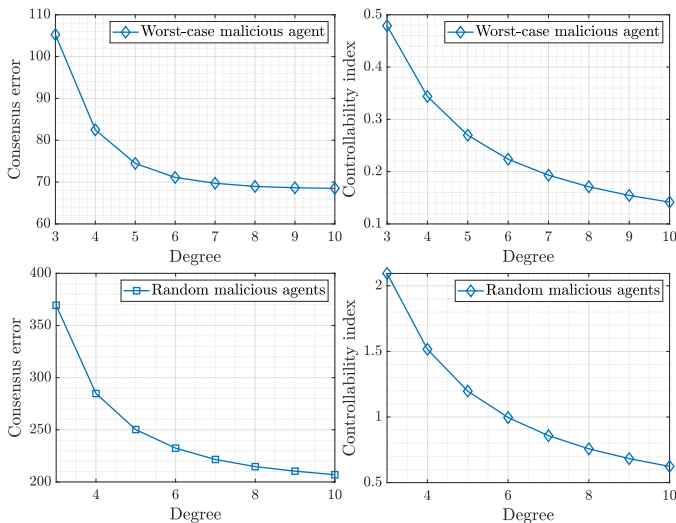 110
100
90
80
70
60
Consensus error
Worst-case malicious agent
3 4 5 6 7 8 9 10
Degree
0.5
0.4
0.3
0.2
0.1
Controllability index
Worst-case malicious agent
3 4 5 6 7 8 9 10
Degree
400
350
300
250
200
Consensus error
Random malicious agents
4 6 8 10
Degree
2
1.5
1
0.5
Controllability index
Random malicious agents
4 6 8 10
Degree